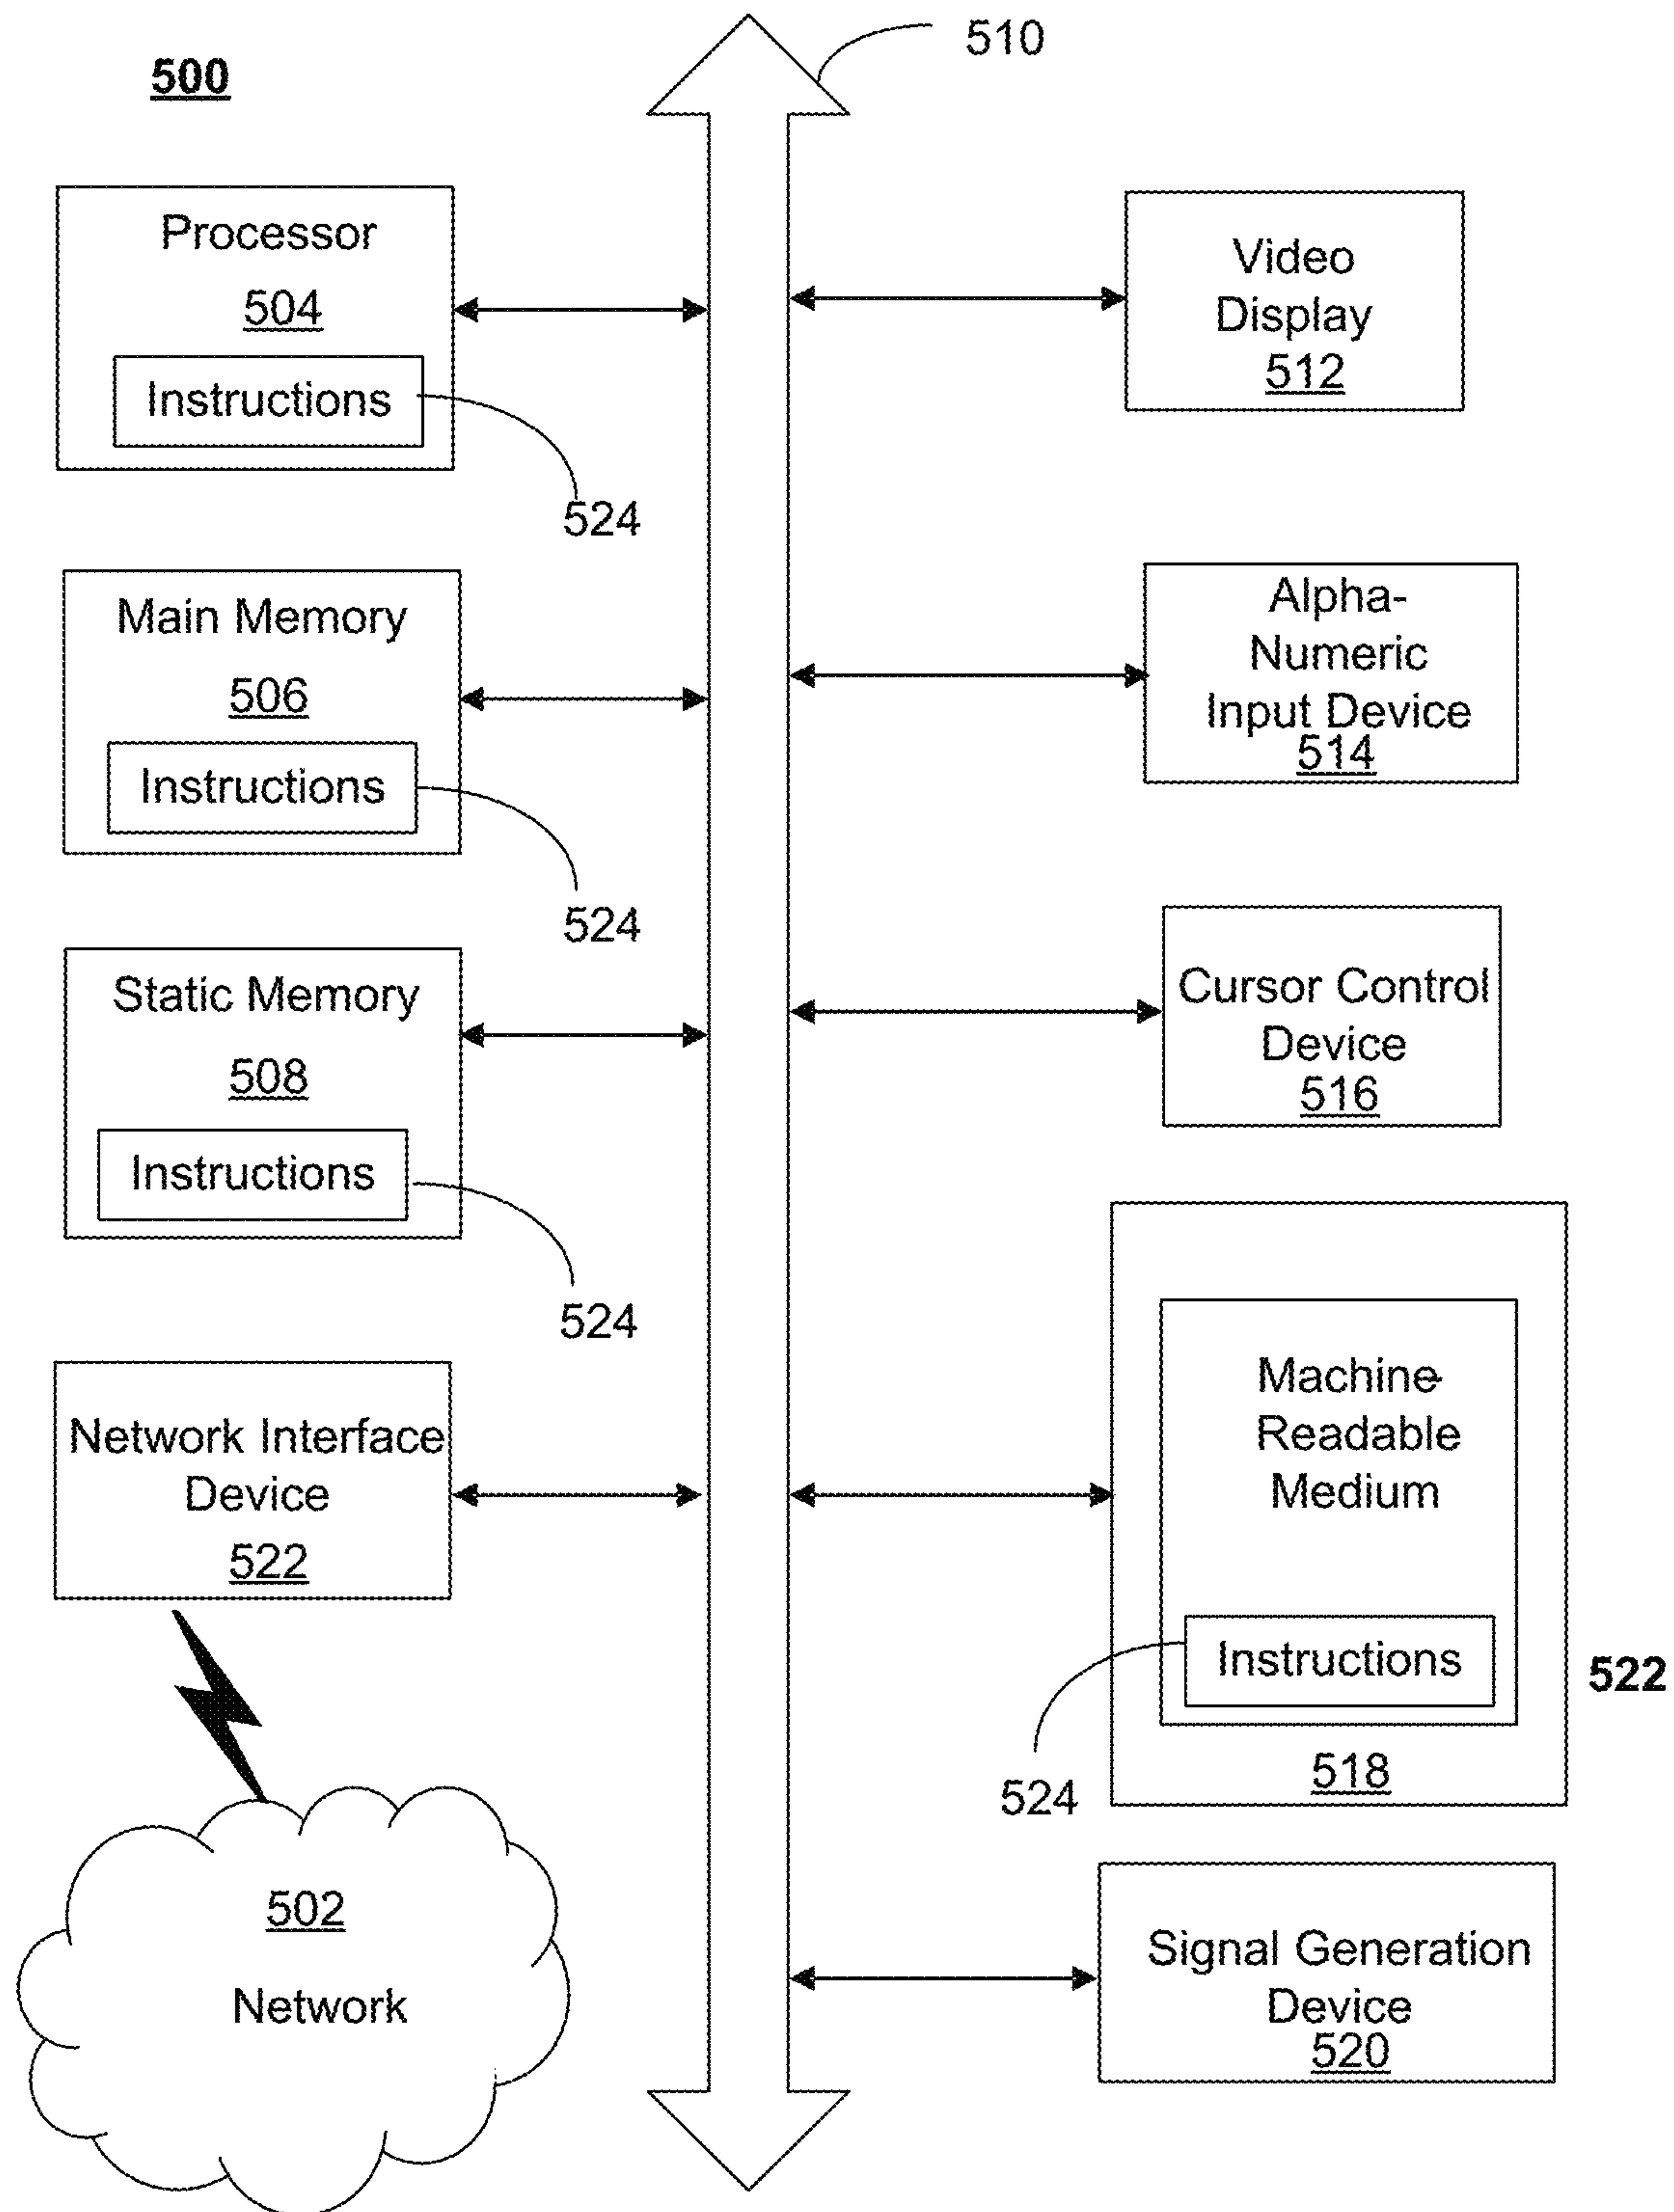 500
510
Processor
504
Instructions
524
Main Memory
506
Instructions
524
Static Memory
508
Instructions
524
Network Interface
Device
522
502
Network
Video
Display
512
Alpha-
Numeric
Input Device
514
Cursor Control
Device
516
Machine-
Readable
Medium
Instructions
522
518
524
Signal Generation
Device
520